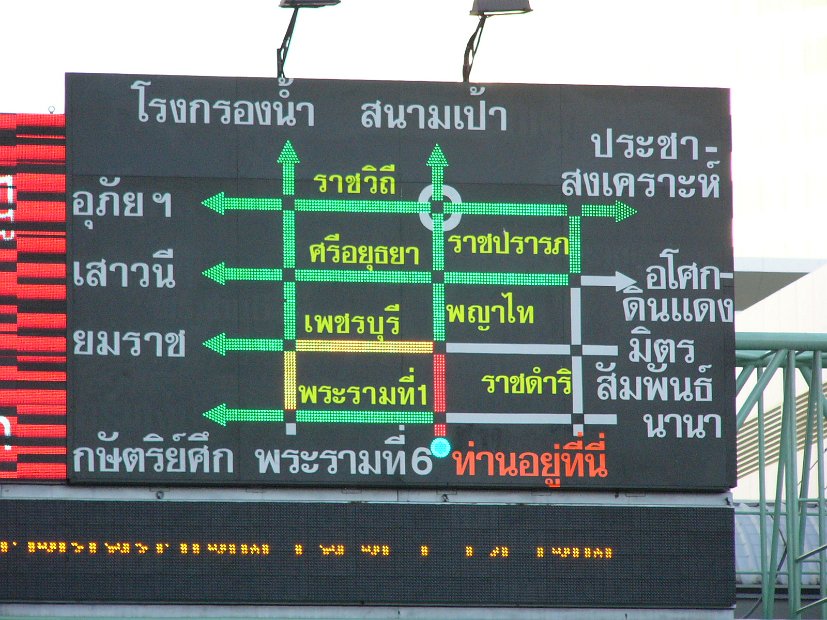 โรงกรองน้ำ สนามเป้า
ประชา-
สงเคราะห์
ราชวิถี
อุภัยฯ
ศรีอยุธยา ราชปรารภ
เสาวนี
อโศก-
ดินแดง
พญาไท
เพชรบุรี
ยมราช
มิตร
สัมพันธ์
พระรามที่1 ราชดำริ
นานา
กษัตริย์ศึก พระรามที่6 ท่านอยู่ที่นี่